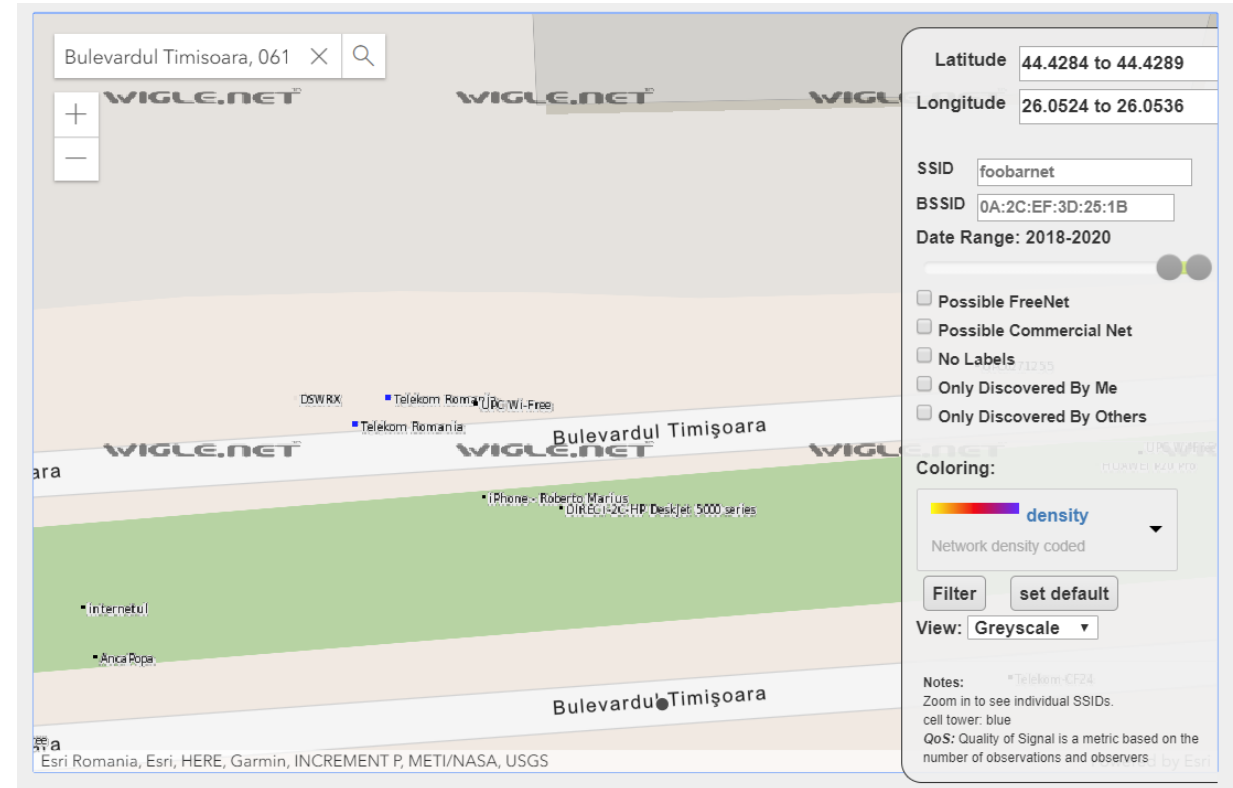 Bulevardul Timisoara, 061
WIGLE.NET WIGLE.NET
Latitude 44.4284 to 44.4289
Longitude 26.0524 to 26.0536
SSID foobarnet
BSSID 0A:2C:EF:3D:25:1B
Date Range: 2018-2020
Possible FreeNet
Possible Commercial Net
No Labels
Only Discovered By Me
Only Discovered By Others
Coloring:
density
Network density coded
Filter set default
View: Greyscale
Notes:
Zoom in to see individual SSIDs.
cell tower: blue
QoS: Quality of Signal is a metric based on the
number of observations and observers
DSWRX
Telekom Romania
UPC Wi-Free
Telekom Romania
Bulevardul Timişoara
WIGLE.NET WIGLE.NET WIGLE.NET
ara
iPhone - Roberto Marius
DIRECT-2C-HP DeskJet 5000 series
internetul
Anca Popa
Telekom-CF24
Bulevardul Timişoara
Esri Romania, Esri, HERE, Garmin, INCREMENT P, METI/NASA, USGS
Powered by Esri